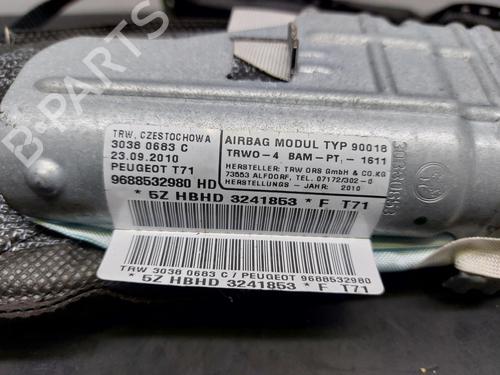 TRW, CZESTOCHOWA
3038 0683 C
23.09.2010
PEUGEOT T71
9688532980 HD
AIRBAG MODUL TYP 90018
TRWO-4 BAM-PT1-1611
HERSTELLER: TRW ORS GmbH & CO.KG
73553 ALFDORF, TEL. 07172/302-0
HERSTELLUNGS - JAHR: 2010
* 5Z HBHD 3241853 * F T71
TRW 3038 0683 C / PEUGEOT 9688532980
* 5Z HBHD 3241853 * F T71
B-PARTS